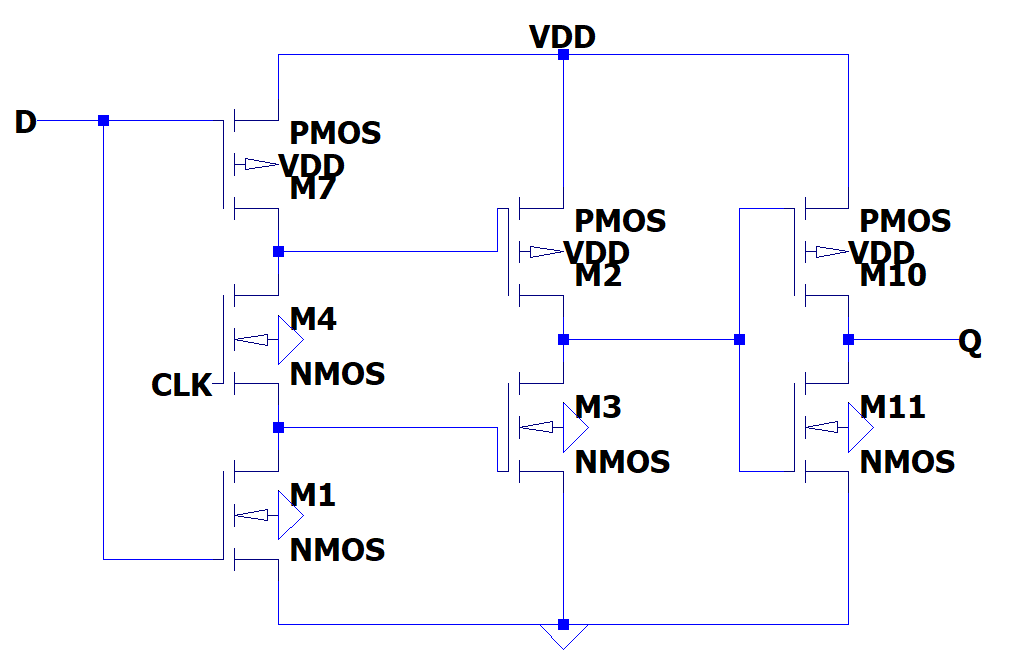 VDD
D
PMOS
VDD
M7
PMOS
VDD
M2
PMOS
VDD
M10
M4
NMOS
CLK
Q
M3
NMOS
M11
NMOS
M1
NMOS